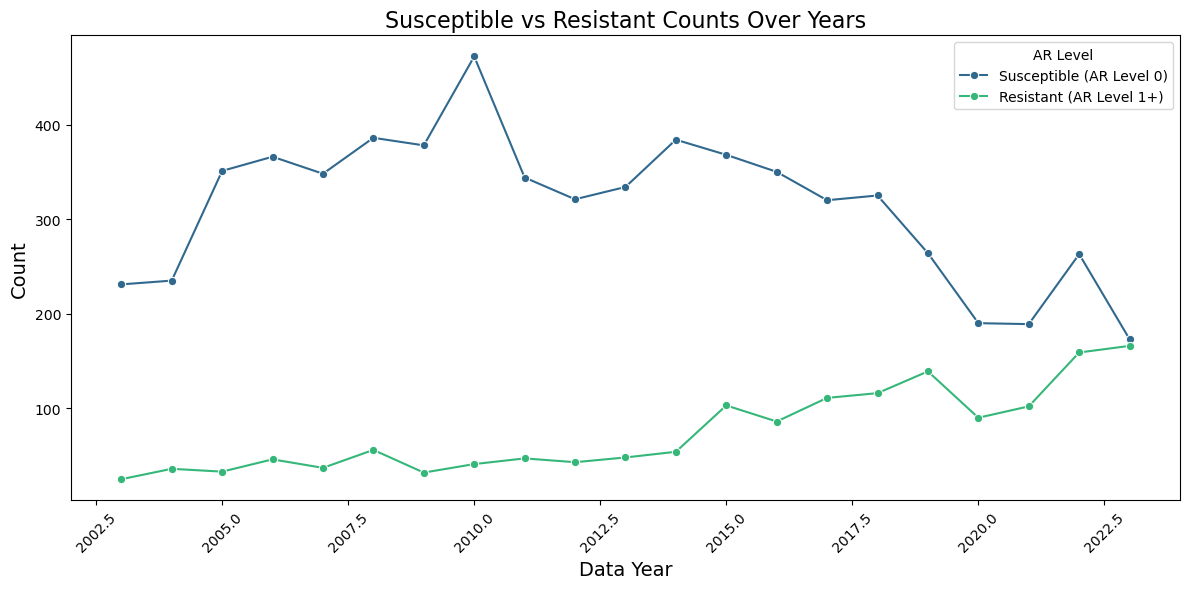 Susceptible vs Resistant Counts Over Years
AR Level
Susceptible (AR Level 0)
Resistant (AR Level 1+)
Count
400
300
200
100
2002.5
2005.0
2007.5
2010.0
2012.5
2015.0
2017.5
2020.0
2022.5
Data Year